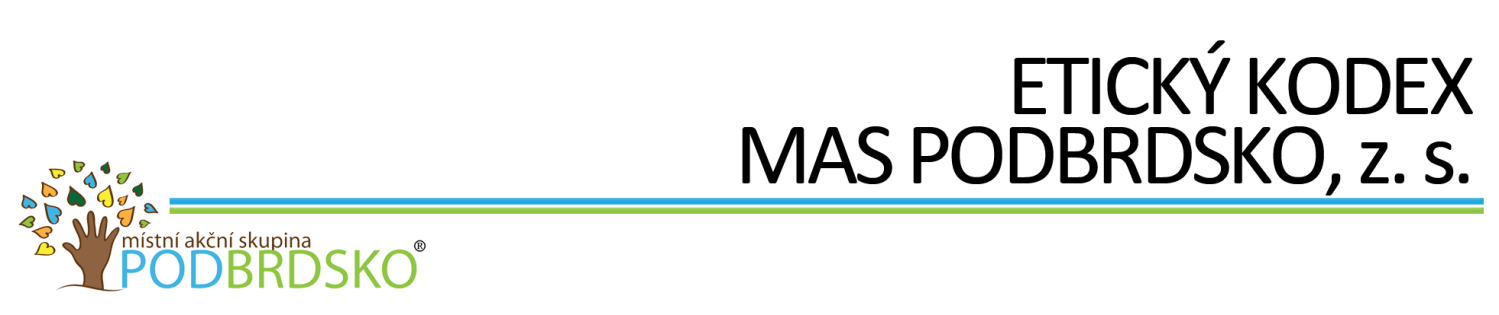 ETICKÝ KODEX
MAS PODBRDSKO, z. s.
místní akční skupina
PODBRDSKO®